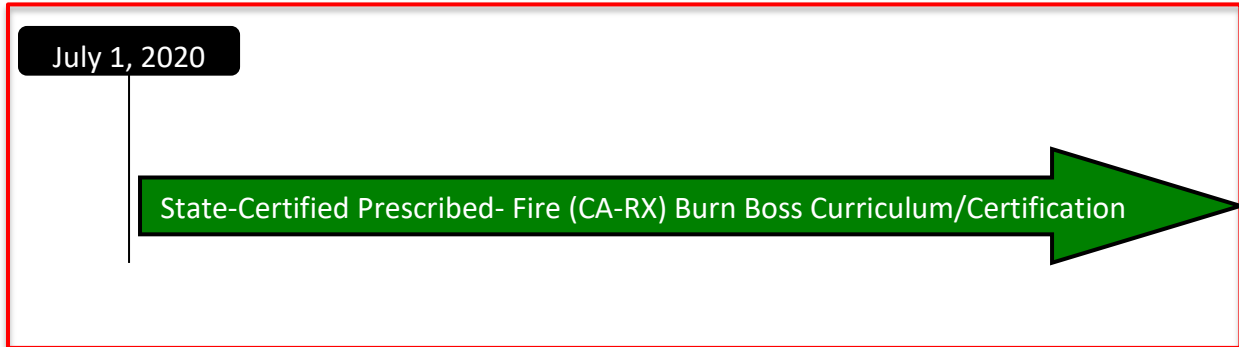 July 1, 2020
State-Certified Prescribed- Fire (CA-RX) Burn Boss Curriculum/Certification